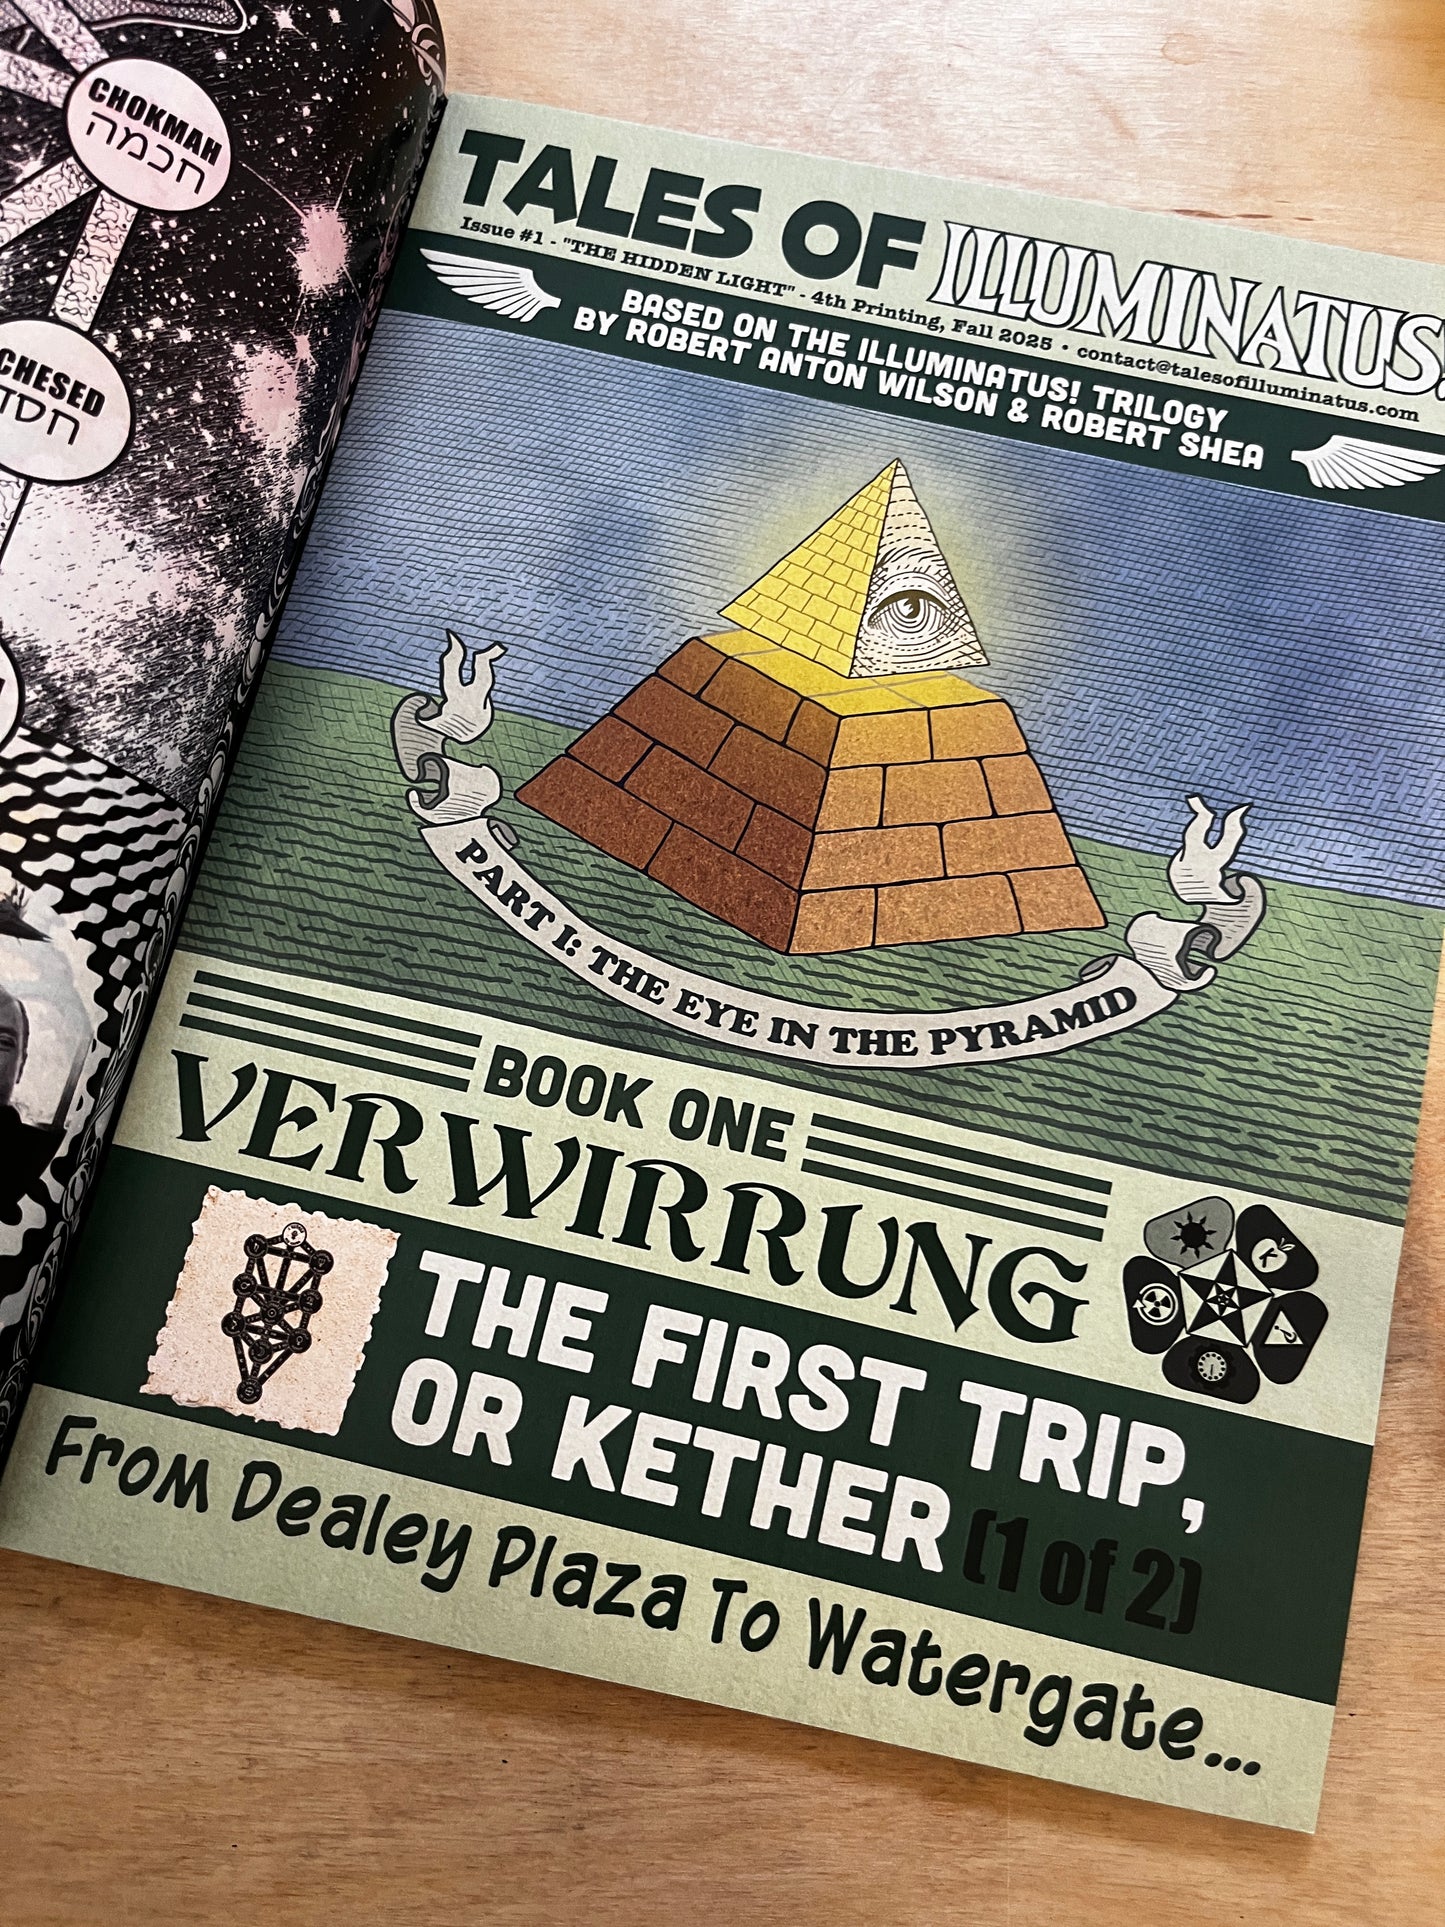 CHOKMAH
חכמה
CHESED
חסד
TALES OF ILLUMINATUS!
Issue #1 - "THE HIDDEN LIGHT" - 4th Printing, Fall 2025 • contact@talesofilluminatus.com
BASED ON THE ILLUMINATUS! TRILOGY
BY ROBERT ANTON WILSON & ROBERT SHEA
PART I: THE EYE IN THE PYRAMID
BOOK ONE
VERWIRRUNG
K
THE FIRST TRIP,
OR KETHER (1 of 2)
From Dealey Plaza To Watergate...